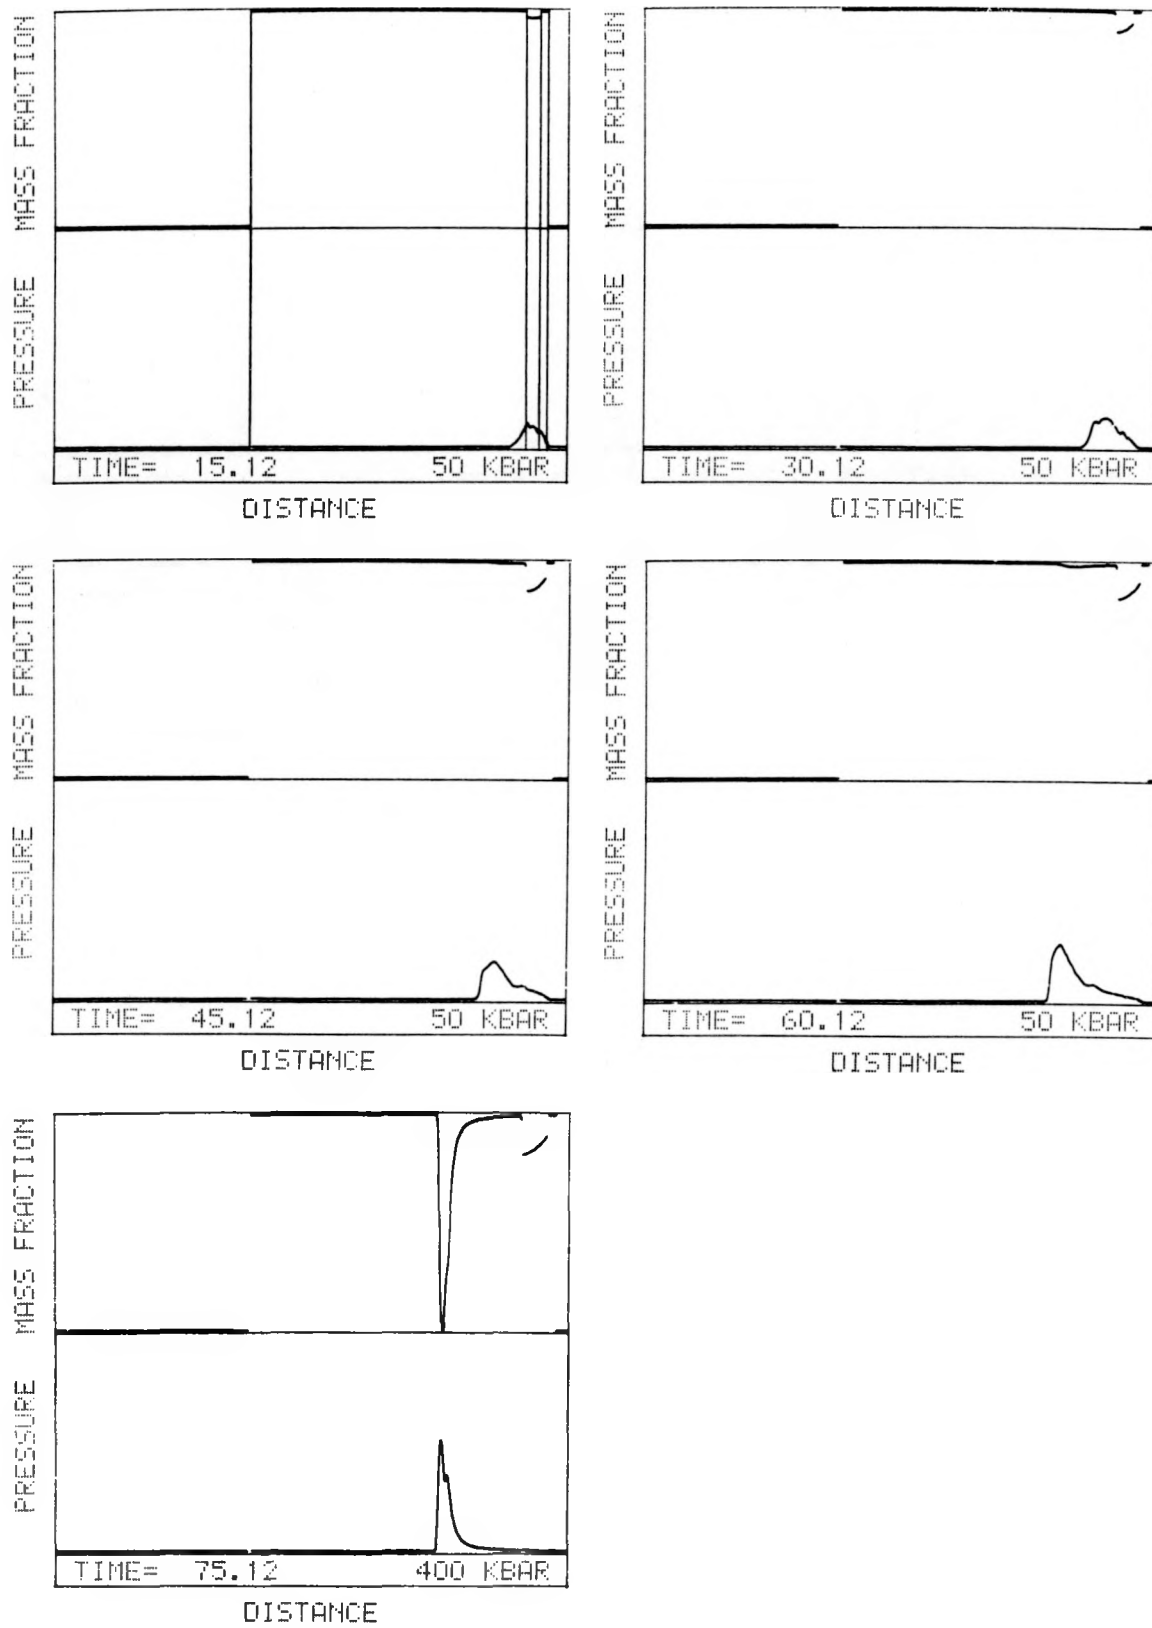 MASS FRACTION
PRESSURE
TIME= 15.12 50 KBAR
DISTANCE
MASS FRACTION
PRESSURE
TIME= 30.12 50 KBAR
DISTANCE
MASS FRACTION
PRESSURE
TIME= 45.12 50 KBAR
DISTANCE
MASS FRACTION
PRESSURE
TIME= 60.12 50 KBAR
DISTANCE
MASS FRACTION
PRESSURE
TIME= 75.12 400 KBAR
DISTANCE